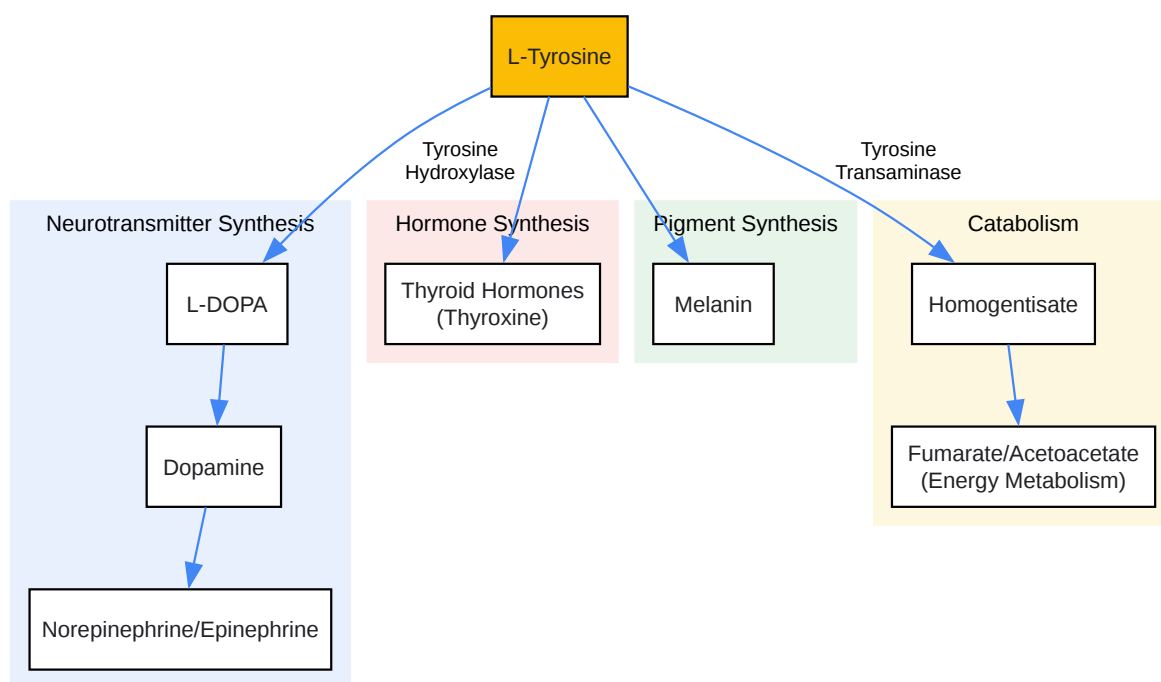 L-Tyrosine
Tyrosine
Hydroxylase
Tyrosine
Transaminase
Neurotransmitter Synthesis
Hormone Synthesis
Pigment Synthesis
Catabolism
L-DOPA
Thyroid Hormones
(Thyroxine)
Melanin
Homogentisate
Dopamine
Fumarate/Acetoacetate
(Energy Metabolism)
Norepinephrine/Epinephrine